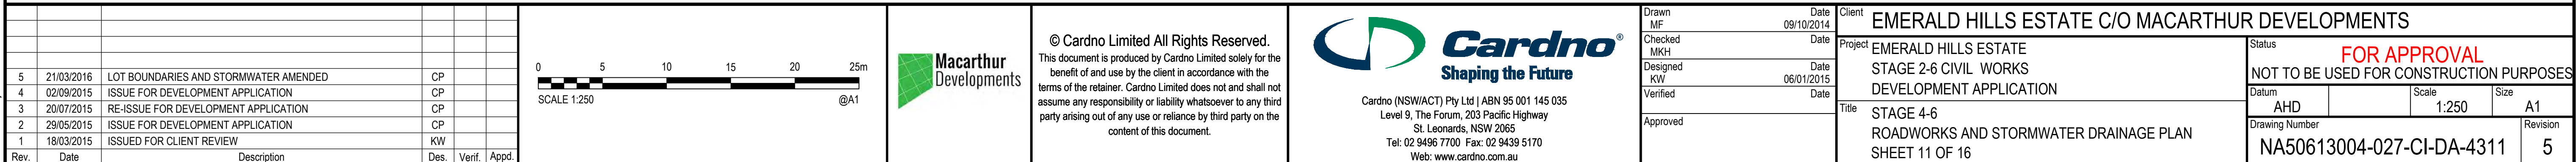 5 21/03/2016 LOT BOUNDARIES AND STORMWATER AMENDED CP
4 02/09/2015 ISSUE FOR DEVELOPMENT APPLICATION CP
3 20/07/2015 RE-ISSUE FOR DEVELOPMENT APPLICATION CP
2 29/05/2015 ISSUE FOR DEVELOPMENT APPLICATION CP
1 18/03/2015 ISSUED FOR CLIENT REVIEW KW
Rev. Date Description Des. Verif. Appd.
0 5 10 15 20 25m
SCALE 1:250 @A1
Macarthur
Developments
© Cardno Limited All Rights Reserved.
This document is produced by Cardno Limited solely for the
benefit of and use by the client in accordance with the
terms of the retainer. Cardno Limited does not and shall not
assume any responsibility or liability whatsoever to any third
party arising out of any use or reliance by third party on the
content of this document.
Cardno®
Shaping the Future
Cardno (NSW/ACT) Pty Ltd | ABN 95 001 145 035
Level 9, The Forum, 203 Pacific Highway
St. Leonards, NSW 2065
Tel: 02 9496 7700 Fax: 02 9439 5170
Web: www.cardno.com.au
Drawn Date
MF 09/10/2014
Checked Date
MKH
Designed Date
KW 06/01/2015
Verified Date
Approved
Client EMERALD HILLS ESTATE C/O MACARTHUR DEVELOPMENTS
Project EMERALD HILLS ESTATE
STAGE 2-6 CIVIL WORKS
DEVELOPMENT APPLICATION
Title STAGE 4-6
ROADWORKS AND STORMWATER DRAINAGE PLAN
SHEET 11 OF 16
Status
FOR APPROVAL
NOT TO BE USED FOR CONSTRUCTION PURPOSES
Datum Scale Size
AHD 1:250 A1
Drawing Number Revision
NA50613004-027-CI-DA-4311 5